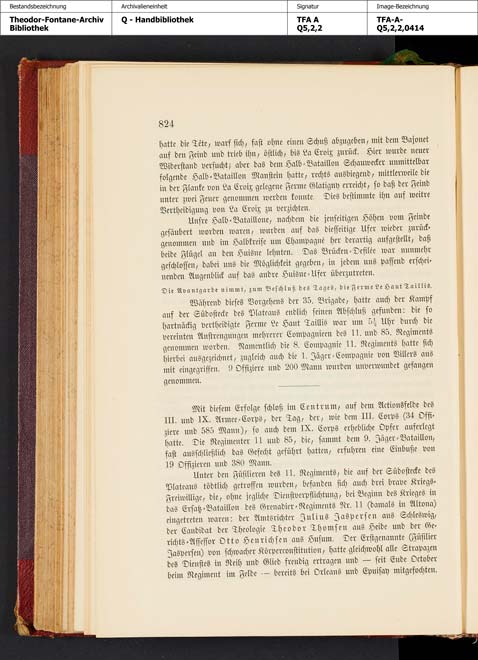 Bestandsbezeichnung
Theodor-Fontane-Archiv
Bibliothek
Archivalieneinheit
Q - Handbibliothek
Signatur
TFA A
Q5,2,2
Image-Bezeichnung
TFA-A-
Q5,2,2,0414
824
hatte die Tête, warf sich, fast ohne einen Schuß abzugeben, mit dem Bajonet
auf den Feind und trieb ihn, östlich, bis La Croix zurück. Hier wurde neuer
Widerstand versucht; aber das dem Halb-Bataillon Schauwecker unmittelbar
folgende Halb-Bataillon Manstein hatte, rechts ausbiegend, mittlerweile die
in der Flanke von La Croix gelegene Ferme Glatigny erreicht, so daß der Feind
unter zwei Feuer genommen werden konnte. Dies bestimmte ihn auf weitre
Vertheidigung von La Croix zu verzichten.
Unsre Halb-Bataillone, nachdem die jenseitigen Höhen vom Feinde
gesäubert worden waren, wurden auf das diesseitige Ufer wieder zurück-
genommen und im Halbkreise um Champagné her derartig aufgestellt, daß
beide Flügel an den Huisne lehnten. Das Brücken-Defilée war nunmehr
geschlossen, dabei uns die Möglichkeit gegeben, in jedem uns passend erschei-
nenden Augenblick auf das andre Huisne-Ufer überzutreten.
Die Avantgarde nimmt, zum Beschluß des Tages, die Ferme Le Haut Taillis.
Während dieses Vorgehens der 35. Brigade, hatte auch der Kampf
auf der Südostecke des Plateaus endlich seinen Abschluß gefunden: die so
hartnäckig vertheidigte Ferme Le Haut Taillis war um 5½ Uhr durch die
vereinten Anstrengungen mehrerer Compagnieen des 11. und 85. Regiments
genommen worden. Namentlich die 8. Compagnie 11. Regiments hatte sich
hierbei ausgezeichnet, zugleich auch die 1. Jäger-Compagnie von Villers aus
mit eingegriffen. 9 Offiziere und 200 Mann wurden unverwundet gefangen
genommen.
Mit diesem Erfolge schloß im Centrum, auf dem Actionsfelde des
III. und IX. Armee-Corps, der Tag, der, wie dem III. Corps (34 Offi-
ziere und 585 Mann), so auch dem IX. Corps erhebliche Opfer auferlegt
hatte. Die Regimenter 11 und 85, die, sammt dem 9. Jäger-Bataillon,
fast ausschließlich das Gefecht geführt hatten, erfuhren eine Einbuße von
19 Offizieren und 380 Mann.
Unter den Füsilieren des 11. Regiments, die auf der Südostecke des
Plateaus tödtlich getroffen wurden, befanden sich auch drei brave Kriegs-
Freiwillige, die, ohne jegliche Dienstverpflichtung, bei Beginn des Krieges in
das Ersatz-Bataillon des Grenadier-Regiments Nr. 11 (damals in Altona)
eingetreten waren: der Amtsrichter Julius Jaspersen aus Schleswig,
der Candidat der Theologie Theodor Thomsen aus Heide und der Ge-
richts-Assessor Otto Henrichsen aus Husum. Der Erstgenannte (Füsilier
Jaspersen) von schwacher Körperconstitution, hatte gleichwohl alle Strapazen
des Dienstes in Reih und Glied freudig ertragen und — seit Ende October
beim Regiment im Felde — bereits bei Orleans und Epuisay mitgefochten.